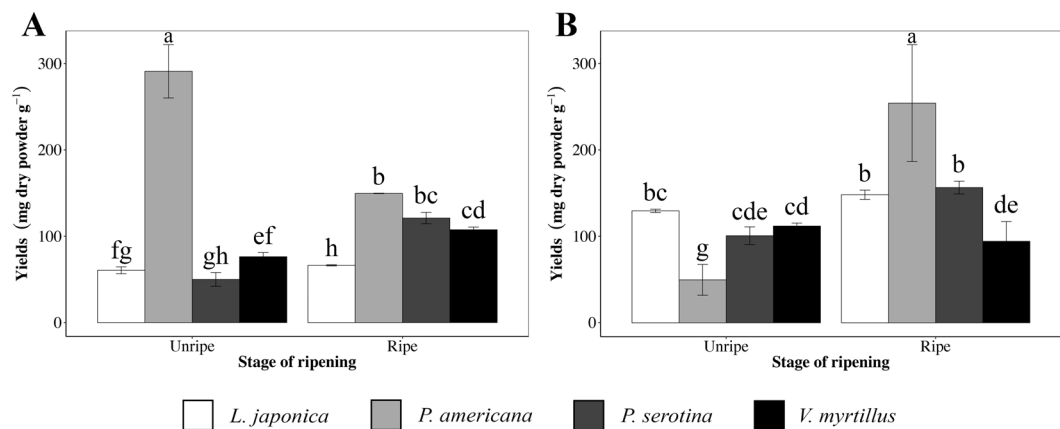 A
B
Yields (mg dry powder g⁻¹)
300
200
100
0
fg
a
gh
ef
h
b
bc
cd
Unripe
Ripe
Stage of ripening
Yields (mg dry powder g⁻¹)
300
200
100
0
bc
g
cde
cd
b
a
b
de
Unripe
Ripe
Stage of ripening
L. japonica
P. americana
P. serotina
V. myrtillus